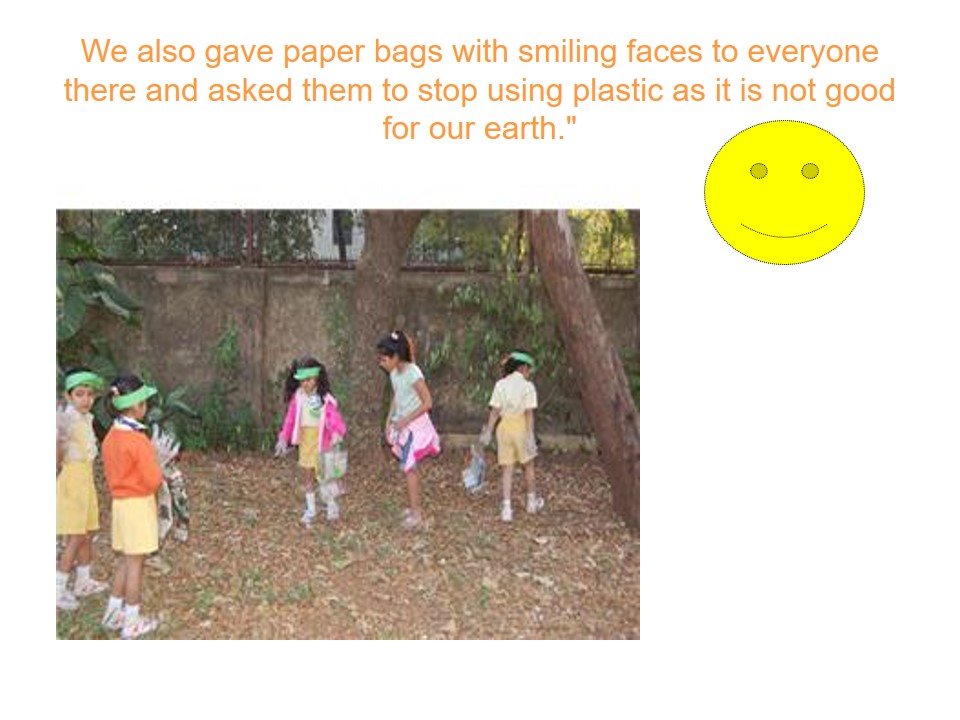 We also gave paper bags with smiling faces to everyone
there and asked them to stop using plastic as it is not good
for our earth."